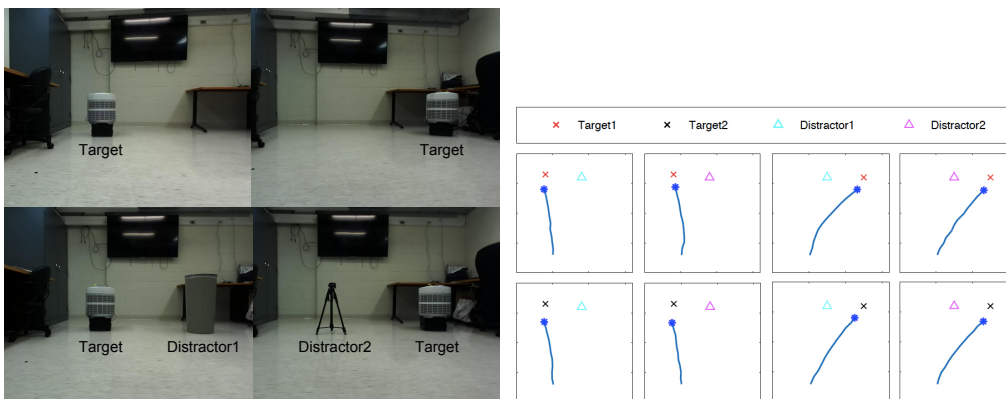 Target
Target
Target
Distractor1
Distractor2
Target
Target1
Target2
Distractor1
Distractor2